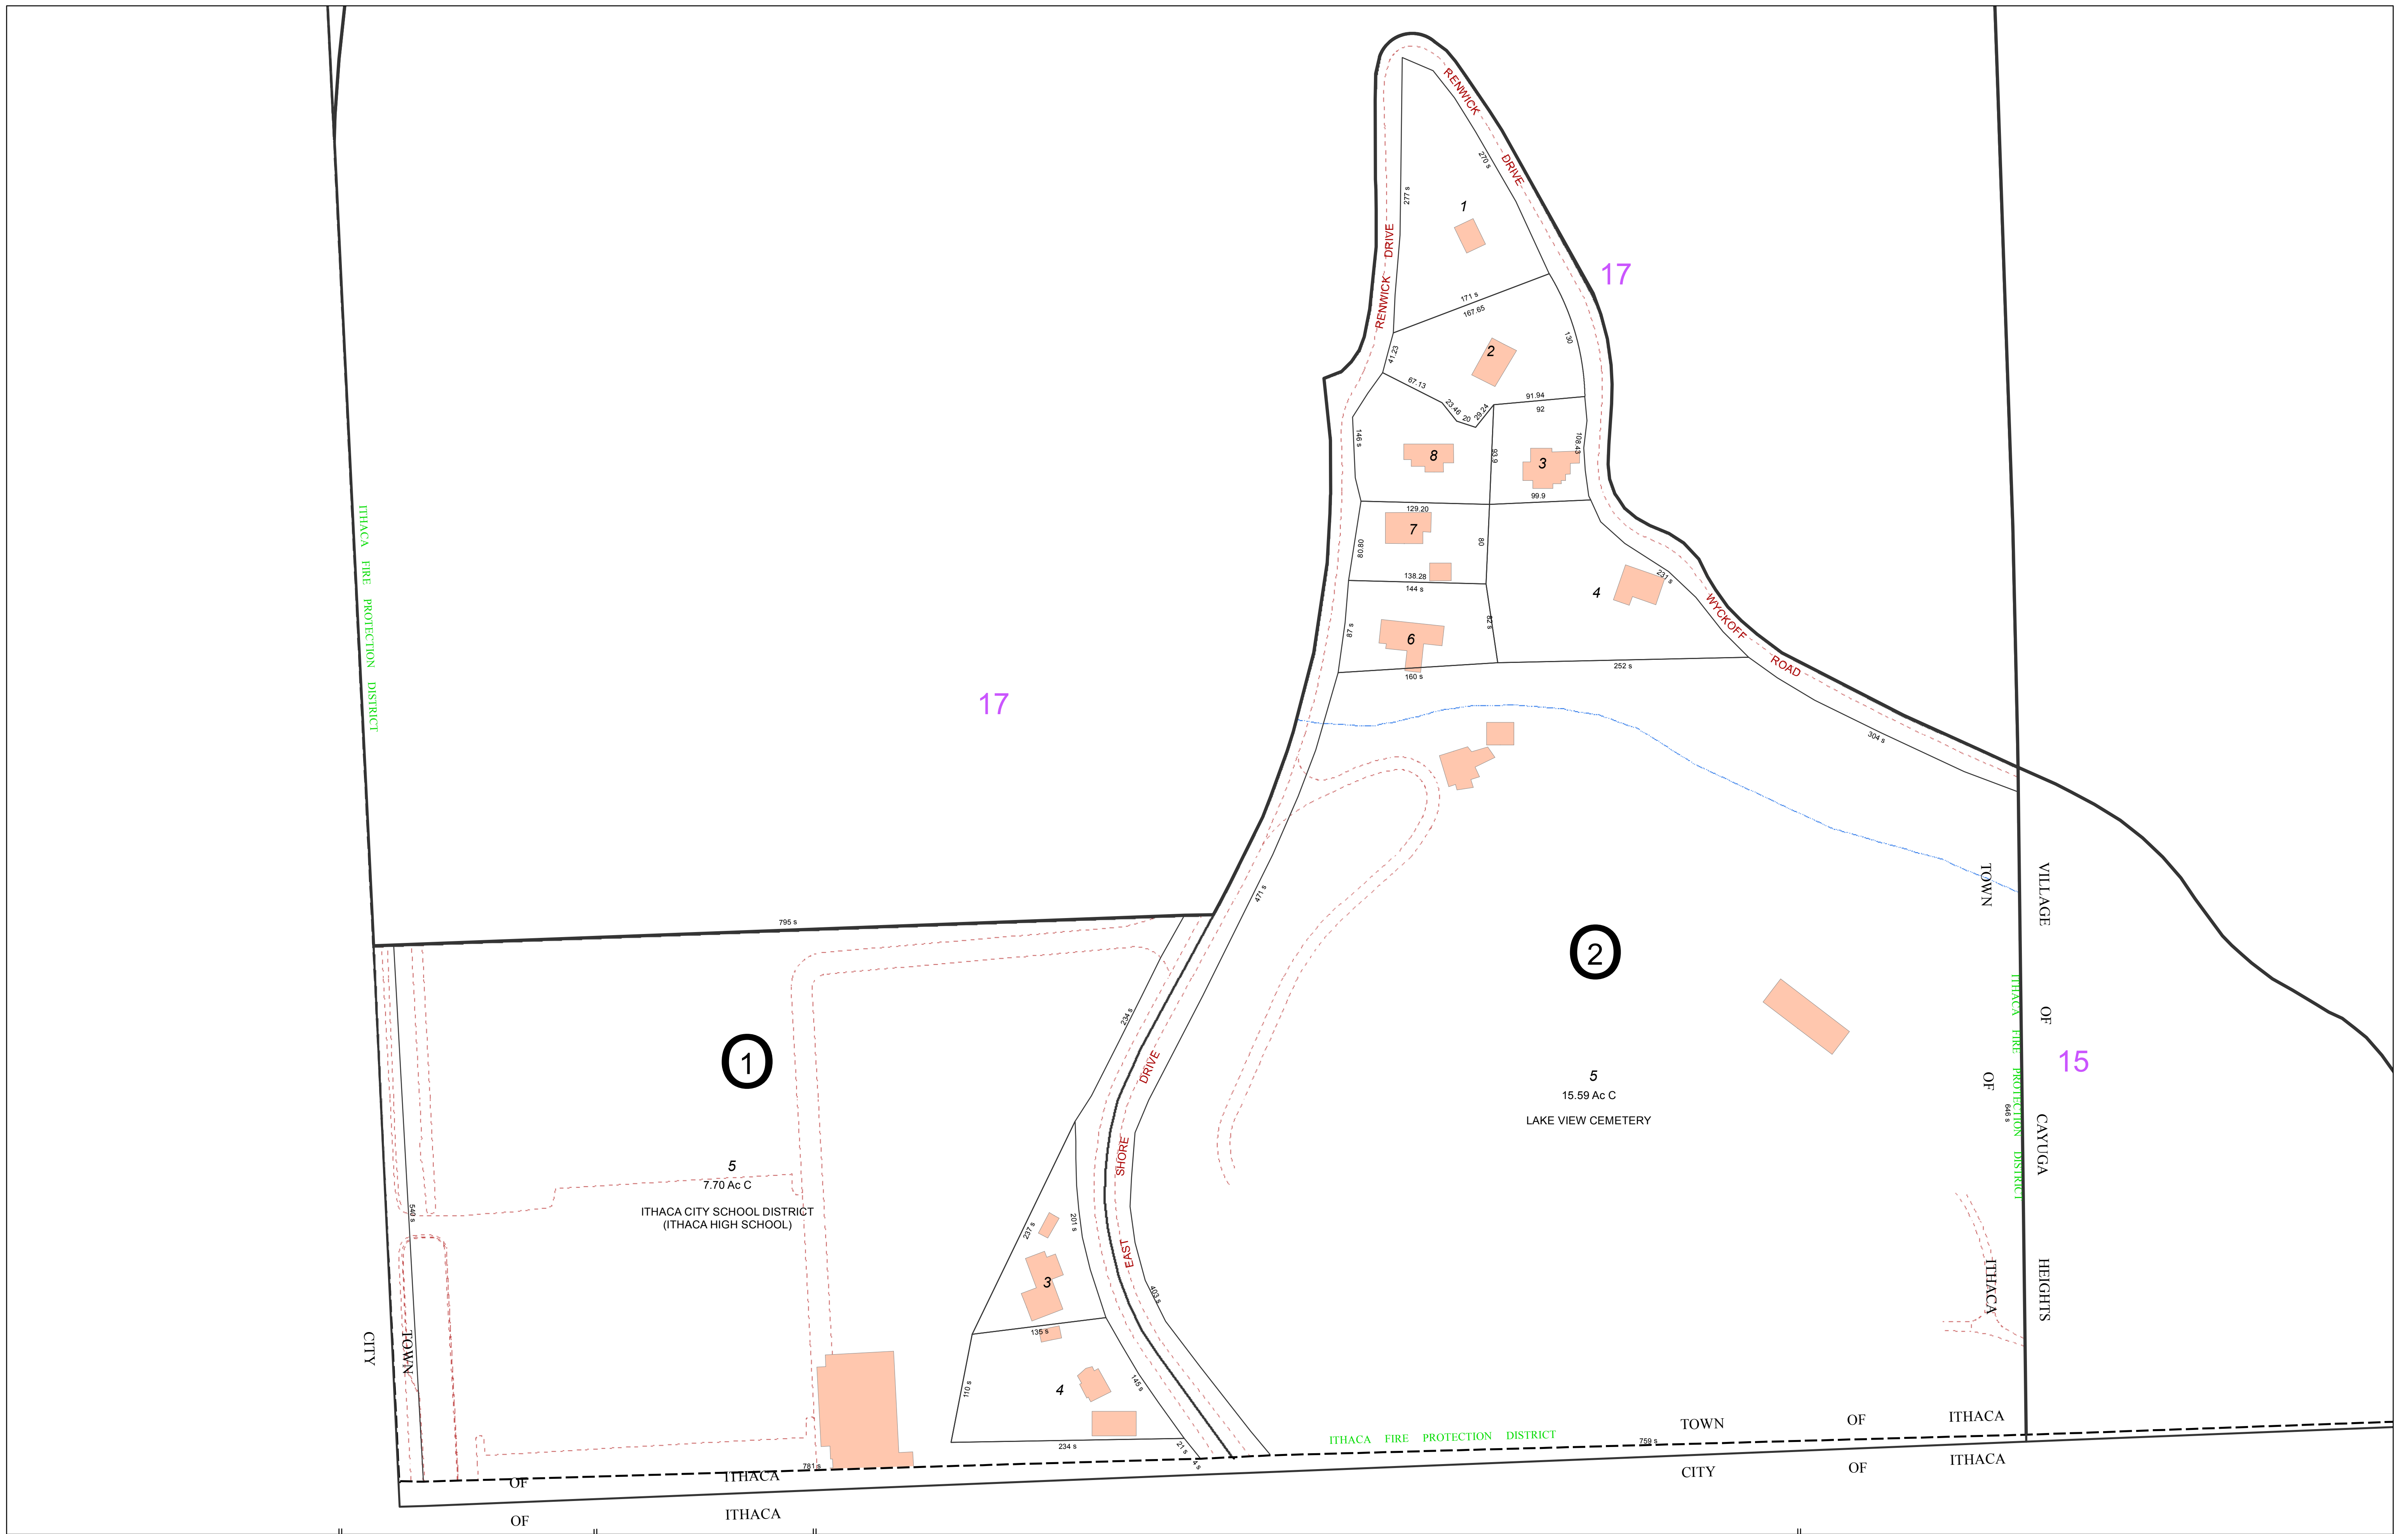 RENWICK DRIVE
270 s
277 s
1
RENWICK DRIVE
17
171 s
167.65
130
41.23
2
67.13
23.46
20
29.24
91.94
92
146 s
8
93.9
3
108.43
99.9
129.20
7
80.80
80
138.28
144 s
4
231 s
WYCKOFF ROAD
87 s
6
82 s
160 s
252 s
304 s
ITHACA FIRE PROTECTION DISTRICT
17
471 s
795 s
TOWN OF ITHACA
VILLAGE OF CAYUGA HEIGHTS
ITHACA FIRE PROTECTION DISTRICT
646 s
15
2
5
15.59 Ac C
LAKE VIEW CEMETERY
1
234 s
EAST SHORE DRIVE
5
7.70 Ac C
ITHACA CITY SCHOOL DISTRICT
(ITHACA HIGH SCHOOL)
540 s
237 s
201 s
3
403 s
135 s
110 s
4
145 s
234 s
21 s
4 s
781 s
759 s
ITHACA FIRE PROTECTION DISTRICT
TOWN OF ITHACA
CITY OF ITHACA
TOWN
CITY
OF ITHACA
OF ITHACA